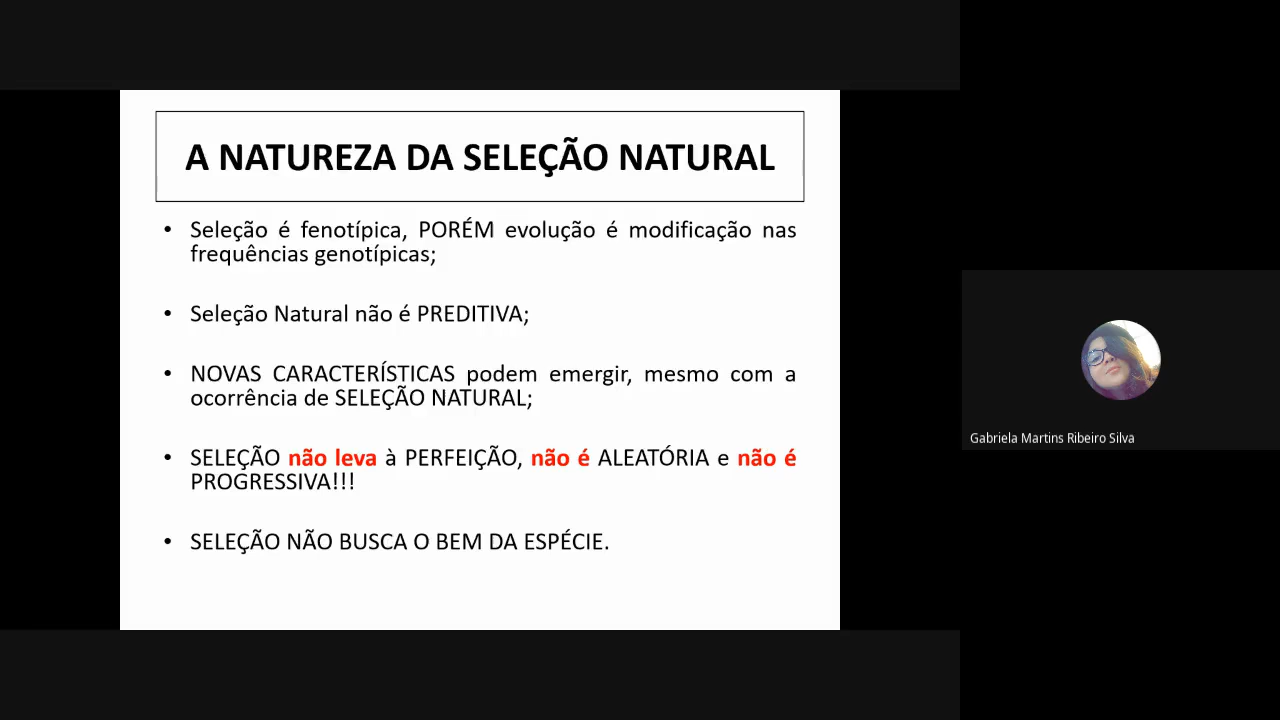 A NATUREZA DA SELEÇÃO NATURAL
• Seleção é fenotípica, PORÉM evolução é modificação nas
frequências genotípicas;
• Seleção Natural não é PREDITIVA;
• NOVAS CARACTERÍSTICAS podem emergir, mesmo com a
ocorrência de SELEÇÃO NATURAL;
• SELEÇÃO não leva à PERFEIÇÃO, não é ALEATÓRIA e não é
PROGRESSIVA!!!
• SELEÇÃO NÃO BUSCA O BEM DA ESPÉCIE.
Gabriela Martins Ribeiro Silva